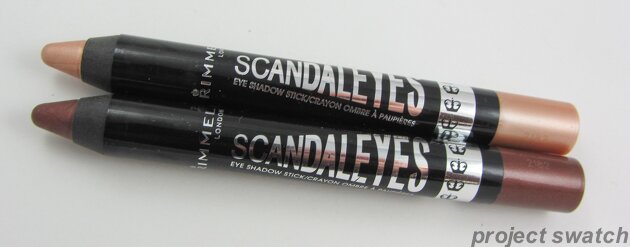 RIMMEL
LONDON
SCANDALEYES
EYE SHADOW STICK/CRAYON OMBRE À PAUPIÈRES
RIMMEL
LONDON
SCANDALEYES
EYE SHADOW STICK/CRAYON OMBRE À PAUPIÈRES
project swatch